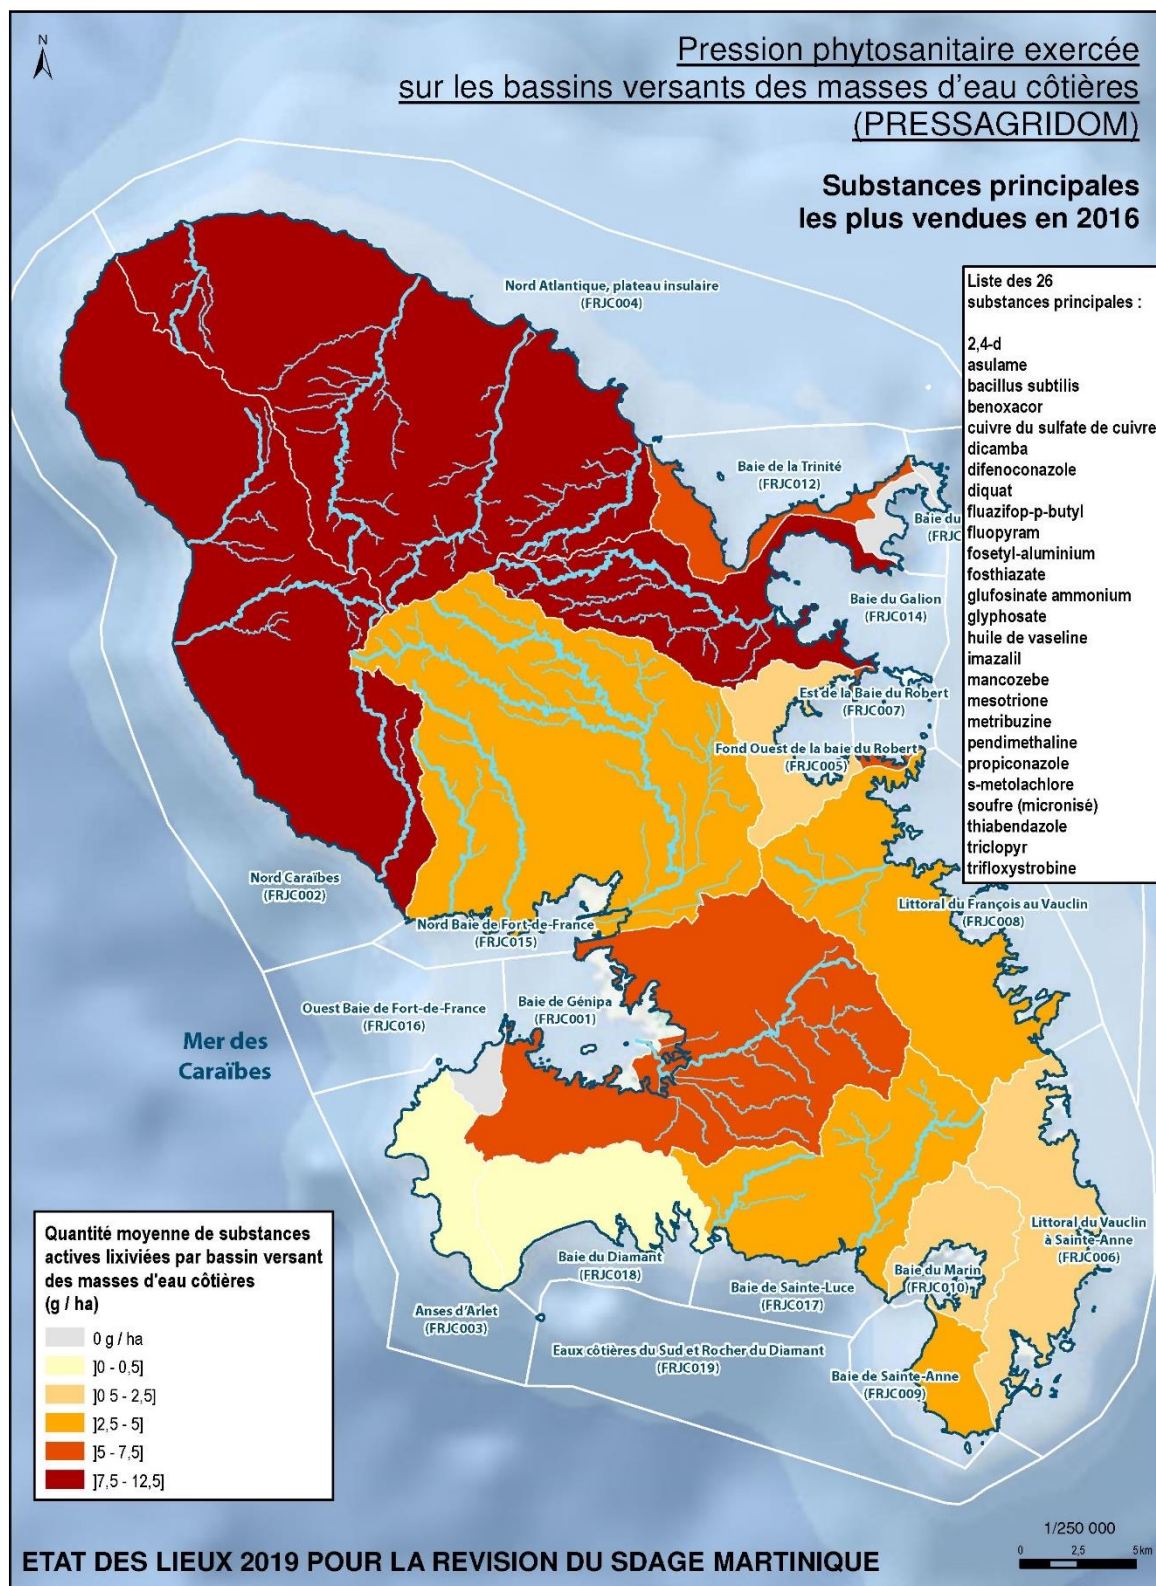 N
Pression phytosanitaire exercée
sur les bassins versants des masses d'eau côtières
(PRESSAGRIDOM)
Substances principales
les plus vendues en 2016
Liste des 26
substances principales :
2,4-d
asulame
bacillus subtilis
benoxacor
cuivre du sulfate de cuivre
dicamba
difenoconazole
diquat
fluazifop-p-butyl
fluopyram
fosetyl-aluminium
fosthiazate
glufosinate ammonium
glyphosate
huile de vaseline
imazalil
mancozebe
mesotrione
metribuzine
pendimethaline
propiconazole
s-metolachlore
soufre (micronisé)
thiabendazole
triclopyr
trifloxystrobine
Nord Atlantique, plateau insulaire
(FRJC004)
Baie de la Trinité
(FRJC012)
Baie du
(FRJC
Baie du Galion
(FRJC014)
Est de la Baie du Robert
(FRJC007)
Fond Ouest de la baie du Robert
(FRJC005)
Nord Caraïbes
(FRJC002)
Littoral du François au Vauclin
(FRJC008)
Nord Baie de Fort-de-France
(FRJC015)
Ouest Baie de Fort-de-France
(FRJC016)
Baie de Génipa
(FRJC001)
Mer des
Caraïbes
Littoral du Vauclin
à Sainte-Anne
(FRJC006)
Baie du Diamant
(FRJC018)
Baie du Marin
(FRJC010)
Baie de Sainte-Luce
(FRJC017)
Anses d'Arlet
(FRJC003)
Eaux côtières du Sud et Rocher du Diamant
(FRJC019)
Baie de Sainte-Anne
(FRJC009)
Quantité moyenne de substances
actives lixiviées par bassin versant
des masses d'eau côtières
(g / ha)
0 g / ha
]0 - 0,5]
]0 5 - 2,5]
]2,5 - 5]
]5 - 7,5]
]7,5 - 12,5]
1/250 000
0 2,5 5 km
ETAT DES LIEUX 2019 POUR LA REVISION DU SDAGE MARTINIQUE